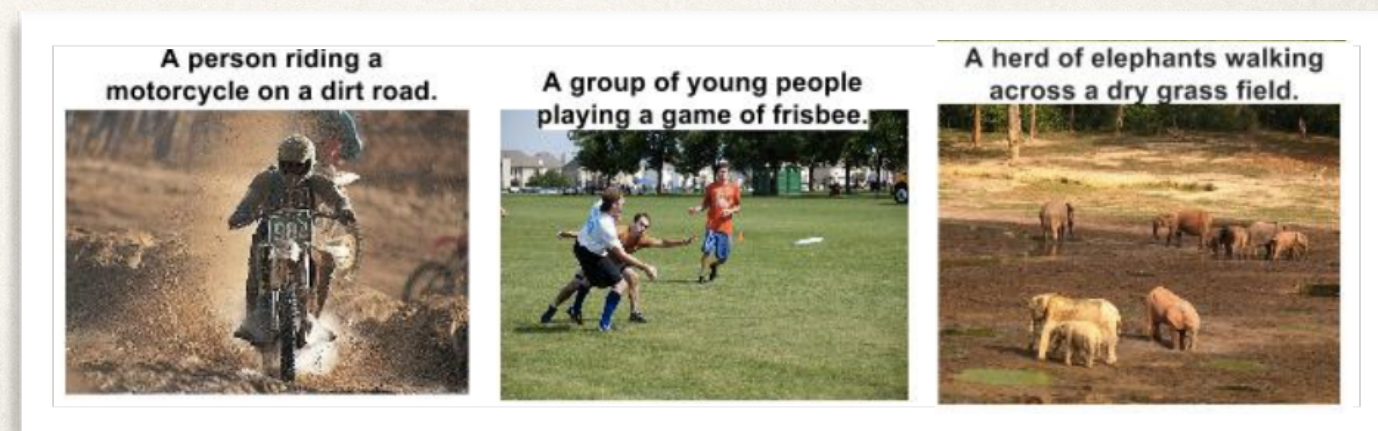 A person riding a
motorcycle on a dirt road.
A group of young people
playing a game of frisbee.
A herd of elephants walking
across a dry grass field.